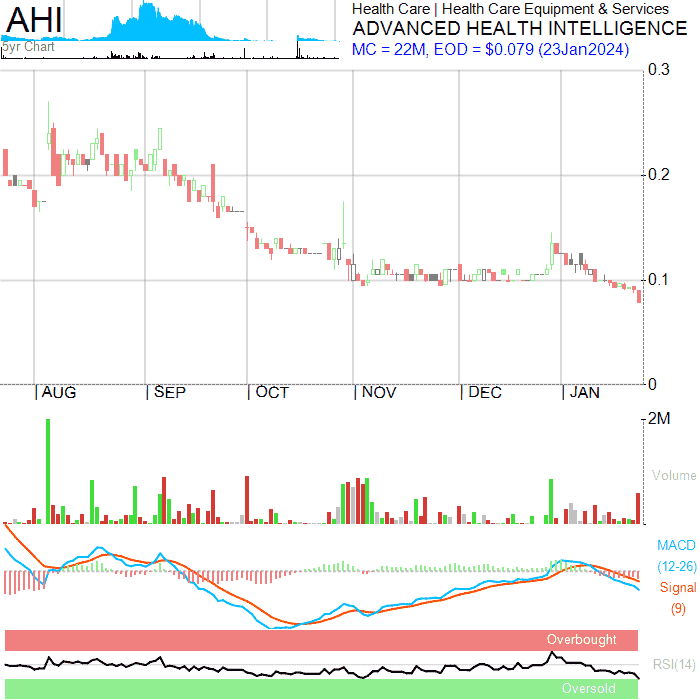 AHI
5yr Chart
Health Care | Health Care Equipment & Services
ADVANCED HEALTH INTELLIGENCE
MC = 22M, EOD = $0.079 (23Jan2024)
0.3
0.2
0.1
0
| AUG | SEP | OCT | NOV | DEC | JAN
2M
Volume
MACD
(12-26)
Signal
(9)
Overbought
RSI(14)
Oversold